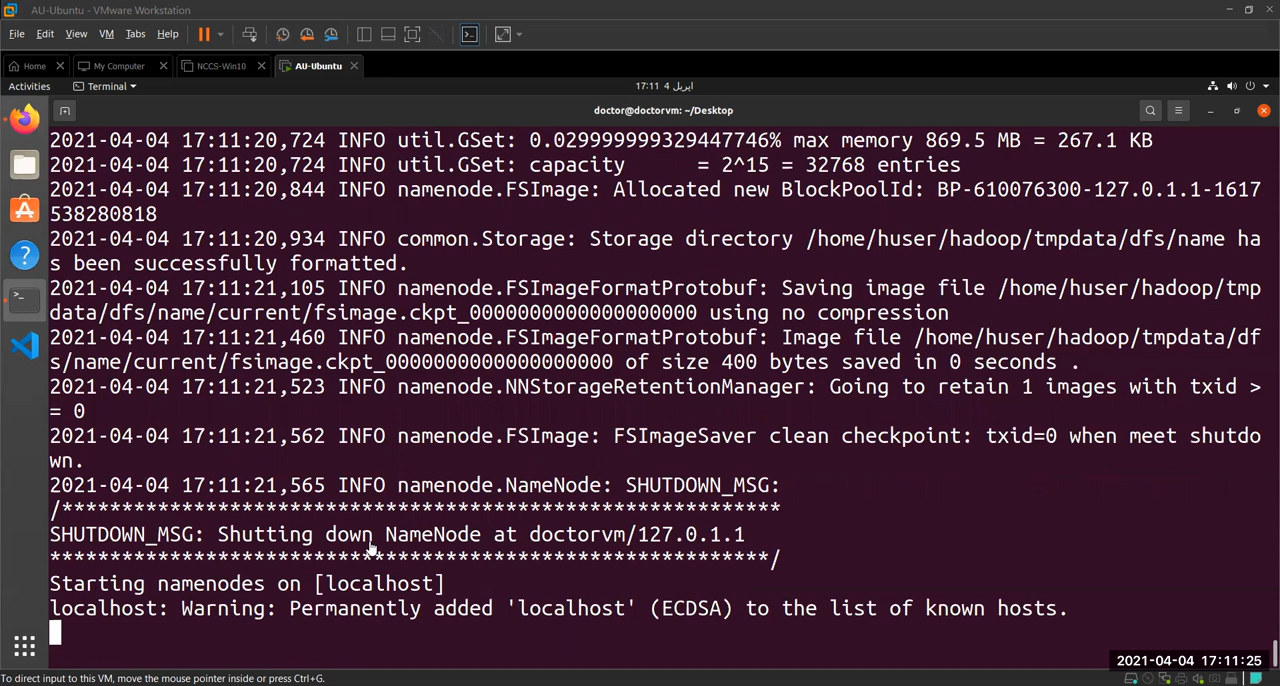 AU-Ubuntu - VMware Workstation
File Edit View VM Tabs Help
Home My Computer NCCS-Win10 AU-Ubuntu
Activities Terminal 17:11 4 اپریل
doctor@doctorvm: ~/Desktop
2021-04-04 17:11:20,724 INFO util.GSet: 0.029999999329447746% max memory 869.5 MB = 267.1 KB
2021-04-04 17:11:20,724 INFO util.GSet: capacity      = 2^15 = 32768 entries
2021-04-04 17:11:20,844 INFO namenode.FSImage: Allocated new BlockPoolId: BP-610076300-127.0.1.1-1617
538280818
2021-04-04 17:11:20,934 INFO common.Storage: Storage directory /home/huser/hadoop/tmpdata/dfs/name ha
s been successfully formatted.
2021-04-04 17:11:21,105 INFO namenode.FSImageFormatProtobuf: Saving image file /home/huser/hadoop/tmp
data/dfs/name/current/fsimage.ckpt_0000000000000000000 using no compression
2021-04-04 17:11:21,460 INFO namenode.FSImageFormatProtobuf: Image file /home/huser/hadoop/tmpdata/df
s/name/current/fsimage.ckpt_0000000000000000000 of size 400 bytes saved in 0 seconds .
2021-04-04 17:11:21,523 INFO namenode.NNStorageRetentionManager: Going to retain 1 images with txid >
= 0
2021-04-04 17:11:21,562 INFO namenode.FSImage: FSImageSaver clean checkpoint: txid=0 when meet shutdo
wn.
2021-04-04 17:11:21,565 INFO namenode.NameNode: SHUTDOWN_MSG:
/************************************************************
SHUTDOWN_MSG: Shutting down NameNode at doctorvm/127.0.1.1
************************************************************/
Starting namenodes on [localhost]
localhost: Warning: Permanently added 'localhost' (ECDSA) to the list of known hosts.
2021-04-04 17:11:25
To direct input to this VM, move the mouse pointer inside or press Ctrl+G.